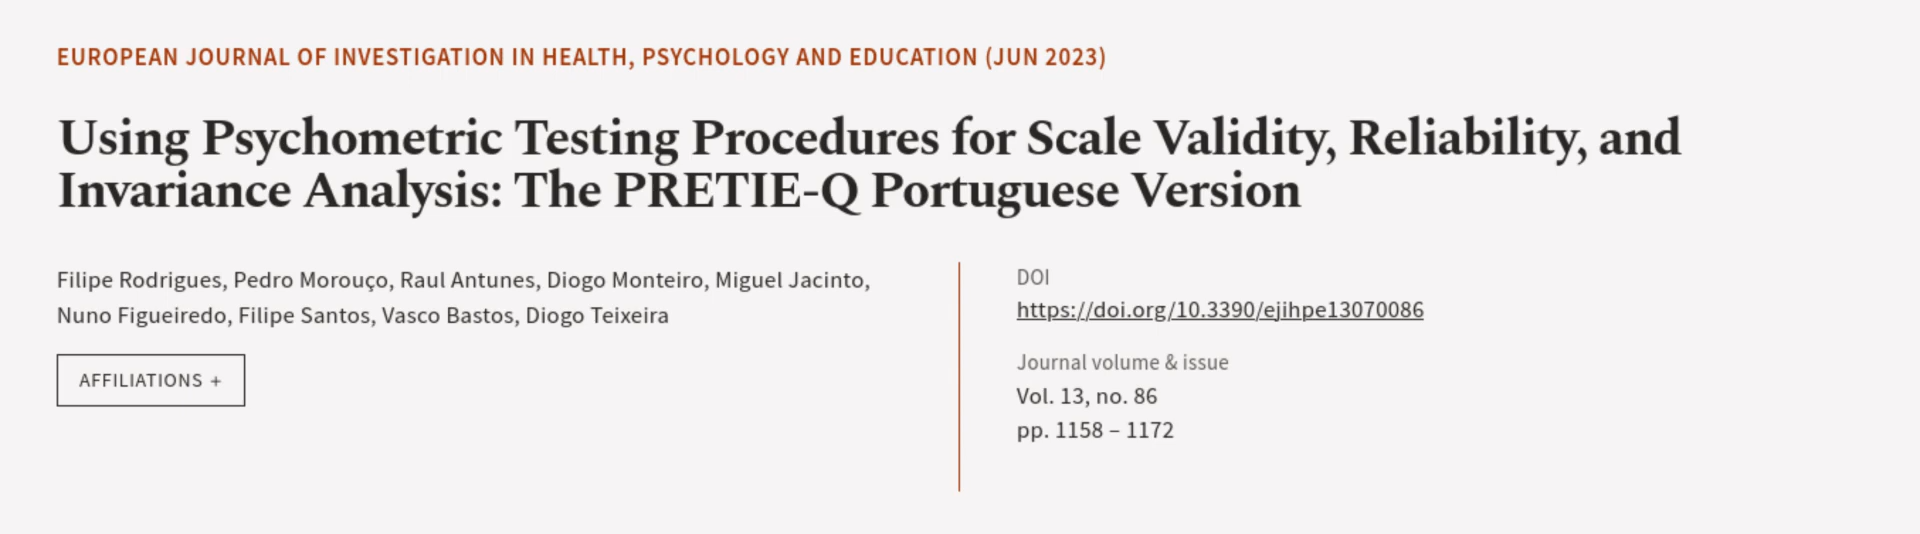 EUROPEAN JOURNAL OF INVESTIGATION IN HEALTH, PSYCHOLOGY AND EDUCATION (JUN 2023)
Using Psychometric Testing Procedures for Scale Validity, Reliability, and
Invariance Analysis: The PRETIE-Q Portuguese Version
Filipe Rodrigues, Pedro Morouço, Raul Antunes, Diogo Monteiro, Miguel Jacinto,
Nuno Figueiredo, Filipe Santos, Vasco Bastos, Diogo Teixeira
AFFILIATIONS +
DOI
https://doi.org/10.3390/ejihpe13070086
Journal volume & issue
Vol. 13, no. 86
pp. 1158 – 1172